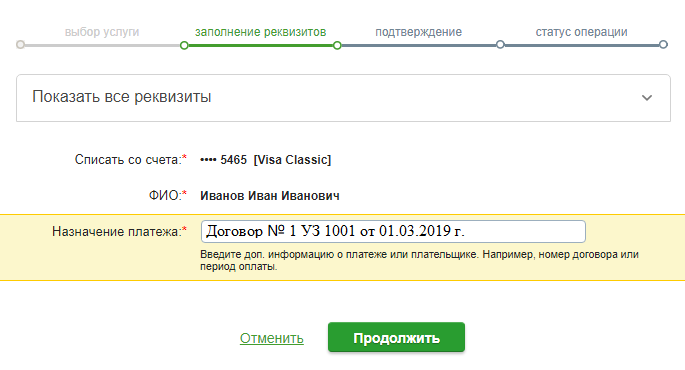 выбор услуги заполнение реквизитов подтверждение статус операции
Показать все реквизиты
Списать со счета:* •••• 5465 [Visa Classic]
ФИО:* Иванов Иван Иванович
Назначение платежа:* Договор № 1 УЗ 1001 от 01.03.2019 г.
Введите доп. информацию о платеже или плательщике. Например, номер договора или
период оплаты.
Отменить Продолжить